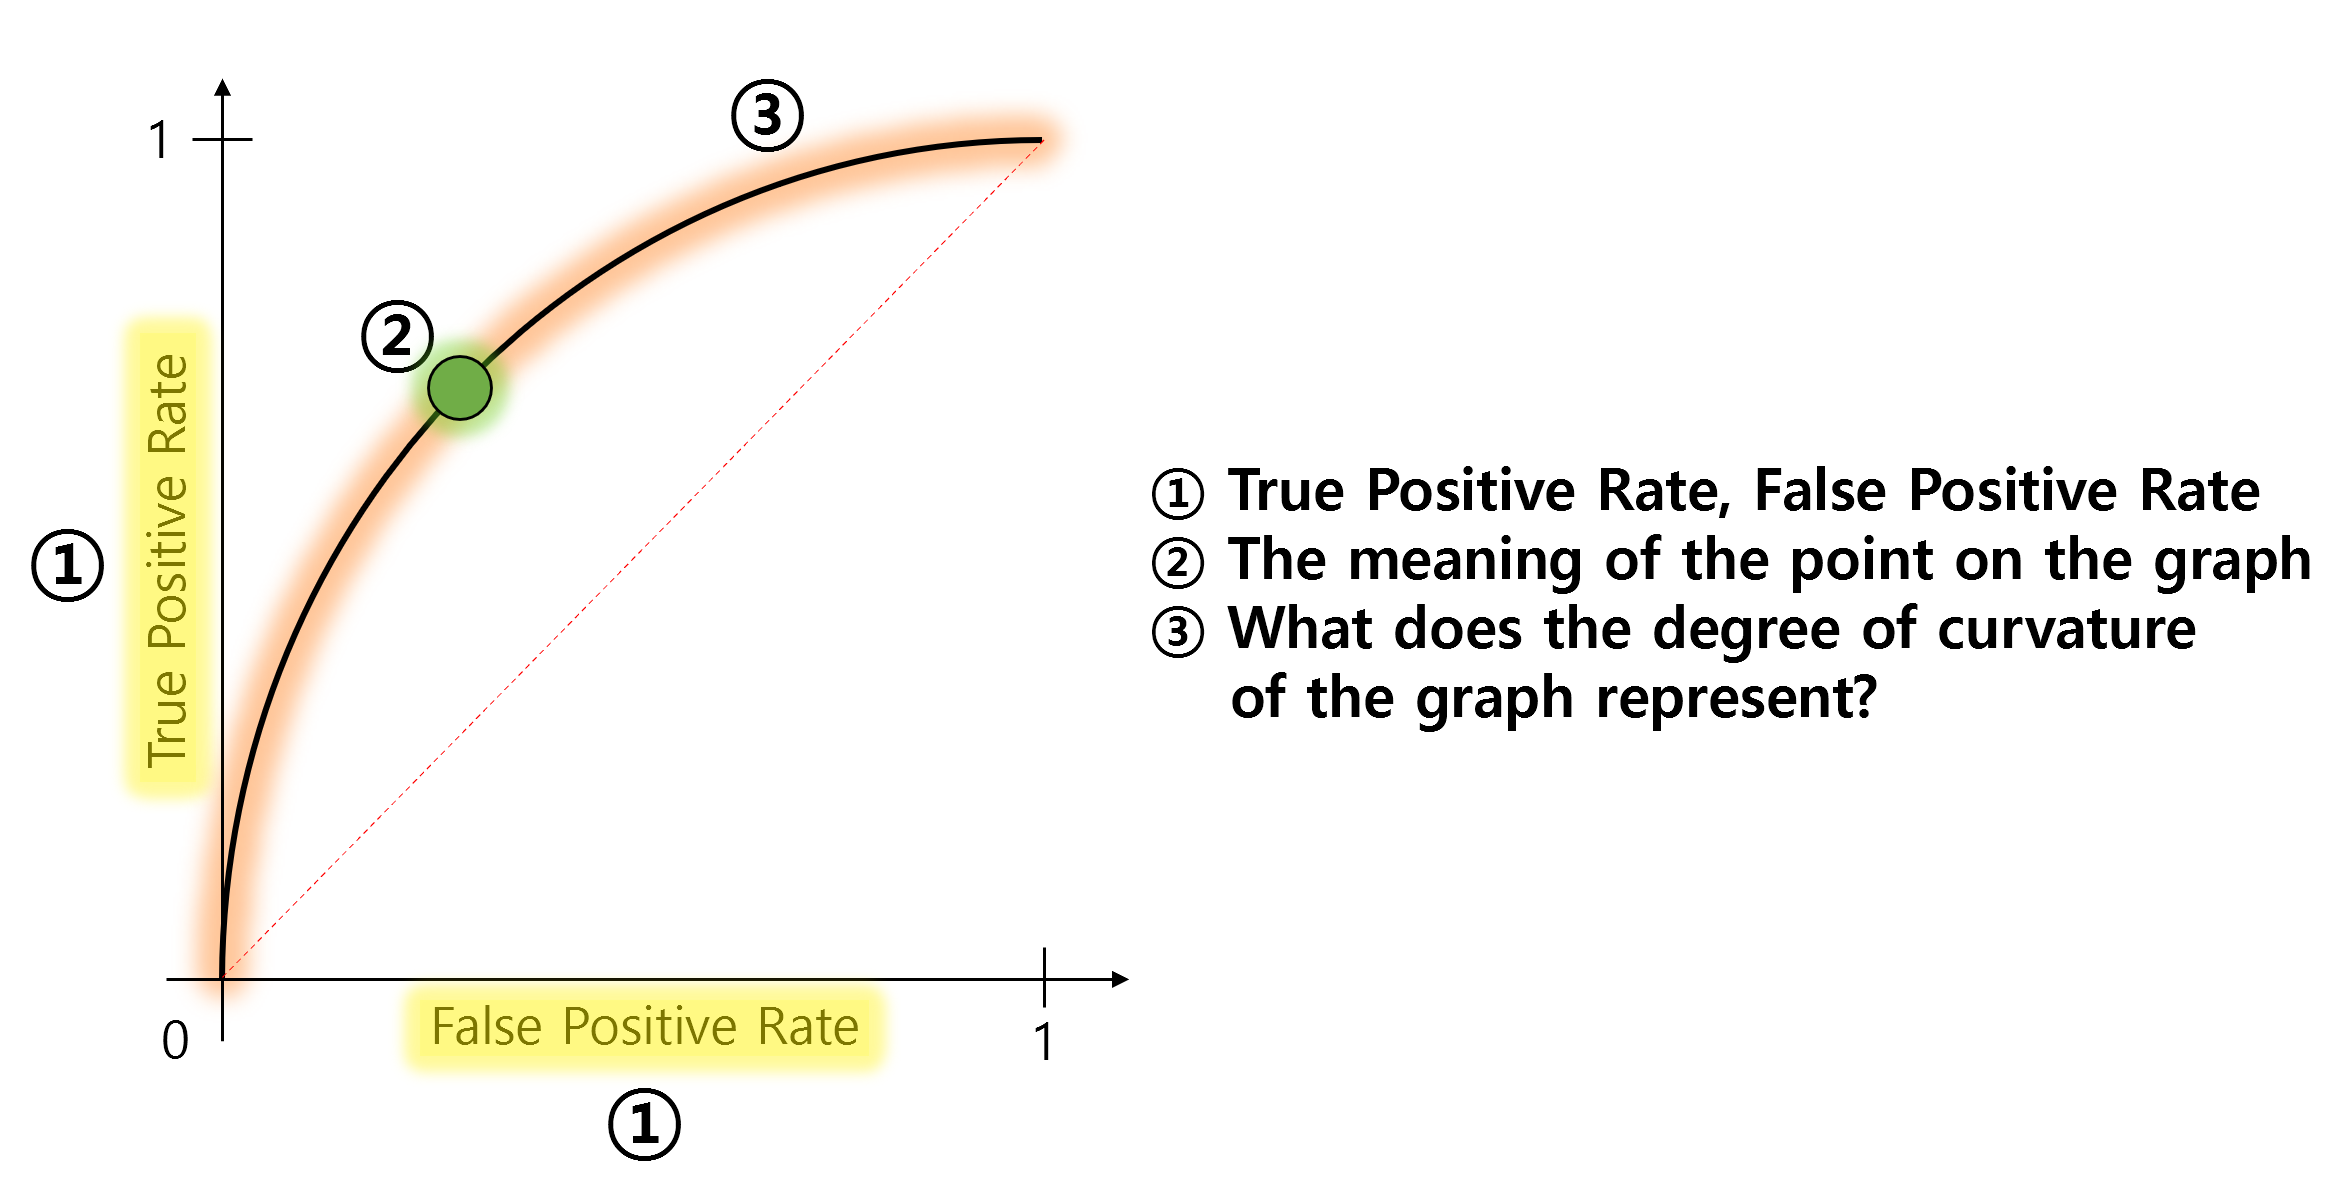 ③
1
②
True Positive Rate
①
① True Positive Rate, False Positive Rate
② The meaning of the point on the graph
③ What does the degree of curvature
of the graph represent?
False Positive Rate
0
1
①